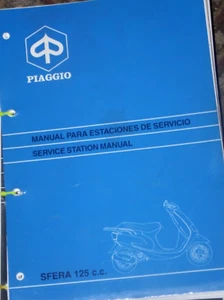 PIAGGIO
MANUAL PARA ESTACIONES DE SERVICIO
SERVICE STATION MANUAL
SFERA 125 c.c.